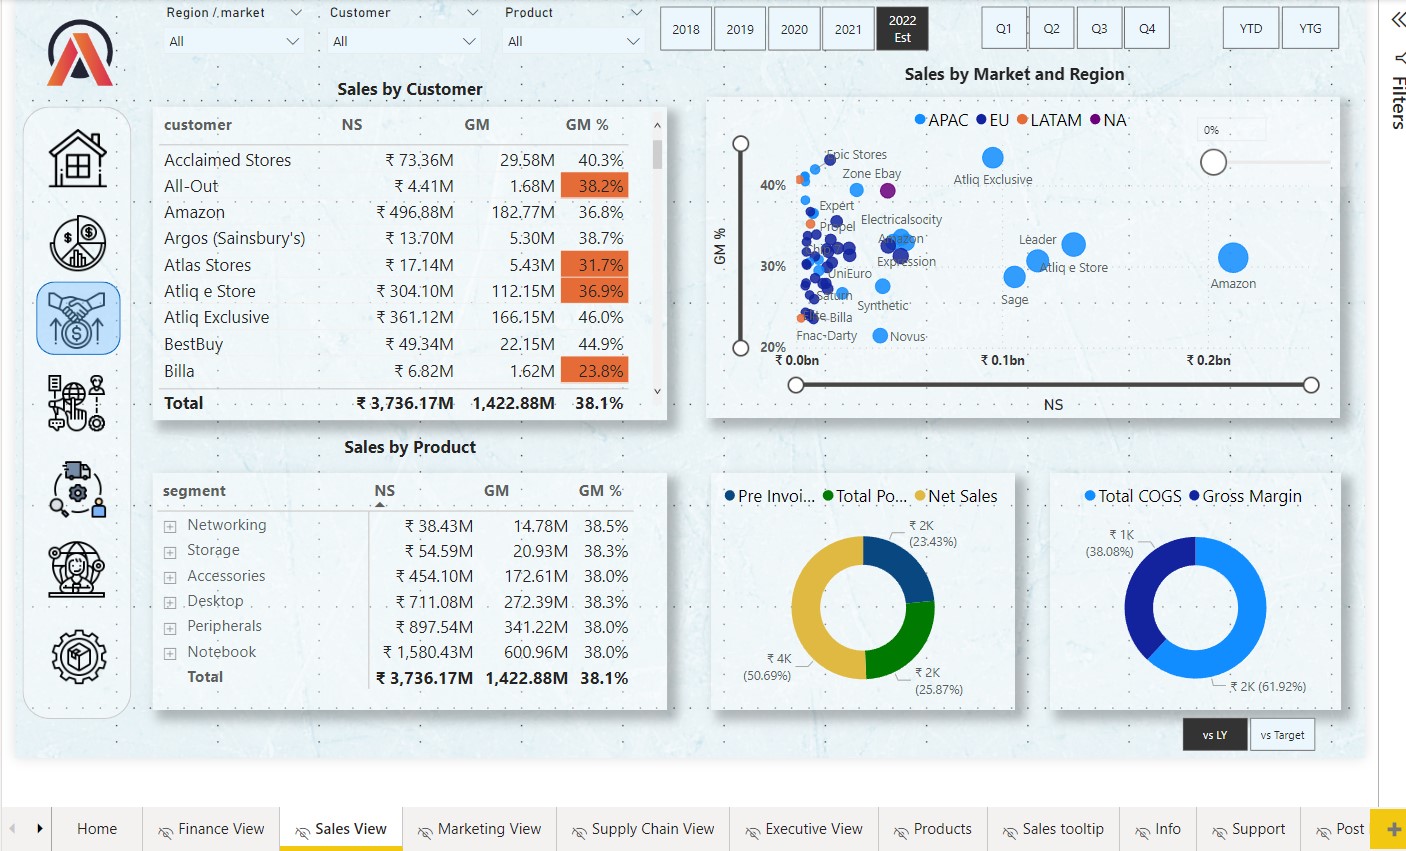 Region / market
Customer
Product
All
All
All
2018
2019
2020
2021
2022
Est
Q1
Q2
Q3
Q4
YTD
YTG
Filters
Sales by Customer
customer NS GM GM %
Acclaimed Stores ₹ 73.36M 29.58M 40.3%
All-Out ₹ 4.41M 1.68M 38.2%
Amazon ₹ 496.88M 182.77M 36.8%
Argos (Sainsbury's) ₹ 13.70M 5.30M 38.7%
Atlas Stores ₹ 17.14M 5.43M 31.7%
Atliq e Store ₹ 304.10M 112.15M 36.9%
Atliq Exclusive ₹ 361.12M 166.15M 46.0%
BestBuy ₹ 49.34M 22.15M 44.9%
Billa ₹ 6.82M 1.62M 23.8%
Total ₹ 3,736.17M 1,422.88M 38.1%
Sales by Market and Region
APAC EU LATAM NA
0%
GM %
40%
30%
20%
Epic Stores
Zone Ebay
Atliq Exclusive
Expert
Propel
Electricalsocity
Amazon
Expression
Leader
Atliq e Store
Amazon
UniEuro
Sage
Saturn
Synthetic
Elite
Billa
Fnac-Darty
Novus
₹ 0.0bn
₹ 0.1bn
₹ 0.2bn
NS
Sales by Product
segment NS GM GM %
Networking ₹ 38.43M 14.78M 38.5%
Storage ₹ 54.59M 20.93M 38.3%
Accessories ₹ 454.10M 172.61M 38.0%
Desktop ₹ 711.08M 272.39M 38.3%
Peripherals ₹ 897.54M 341.22M 38.0%
Notebook ₹ 1,580.43M 600.96M 38.0%
Total ₹ 3,736.17M 1,422.88M 38.1%
Pre Invoi... Total Po... Net Sales
₹ 2K
(23.43%)
₹ 4K
(50.69%)
₹ 2K
(25.87%)
Total COGS Gross Margin
₹ 1K
(38.08%)
₹ 2K (61.92%)
vs LY
vs Target
Home
Finance View
Sales View
Marketing View
Supply Chain View
Executive View
Products
Sales tooltip
Info
Support
Post